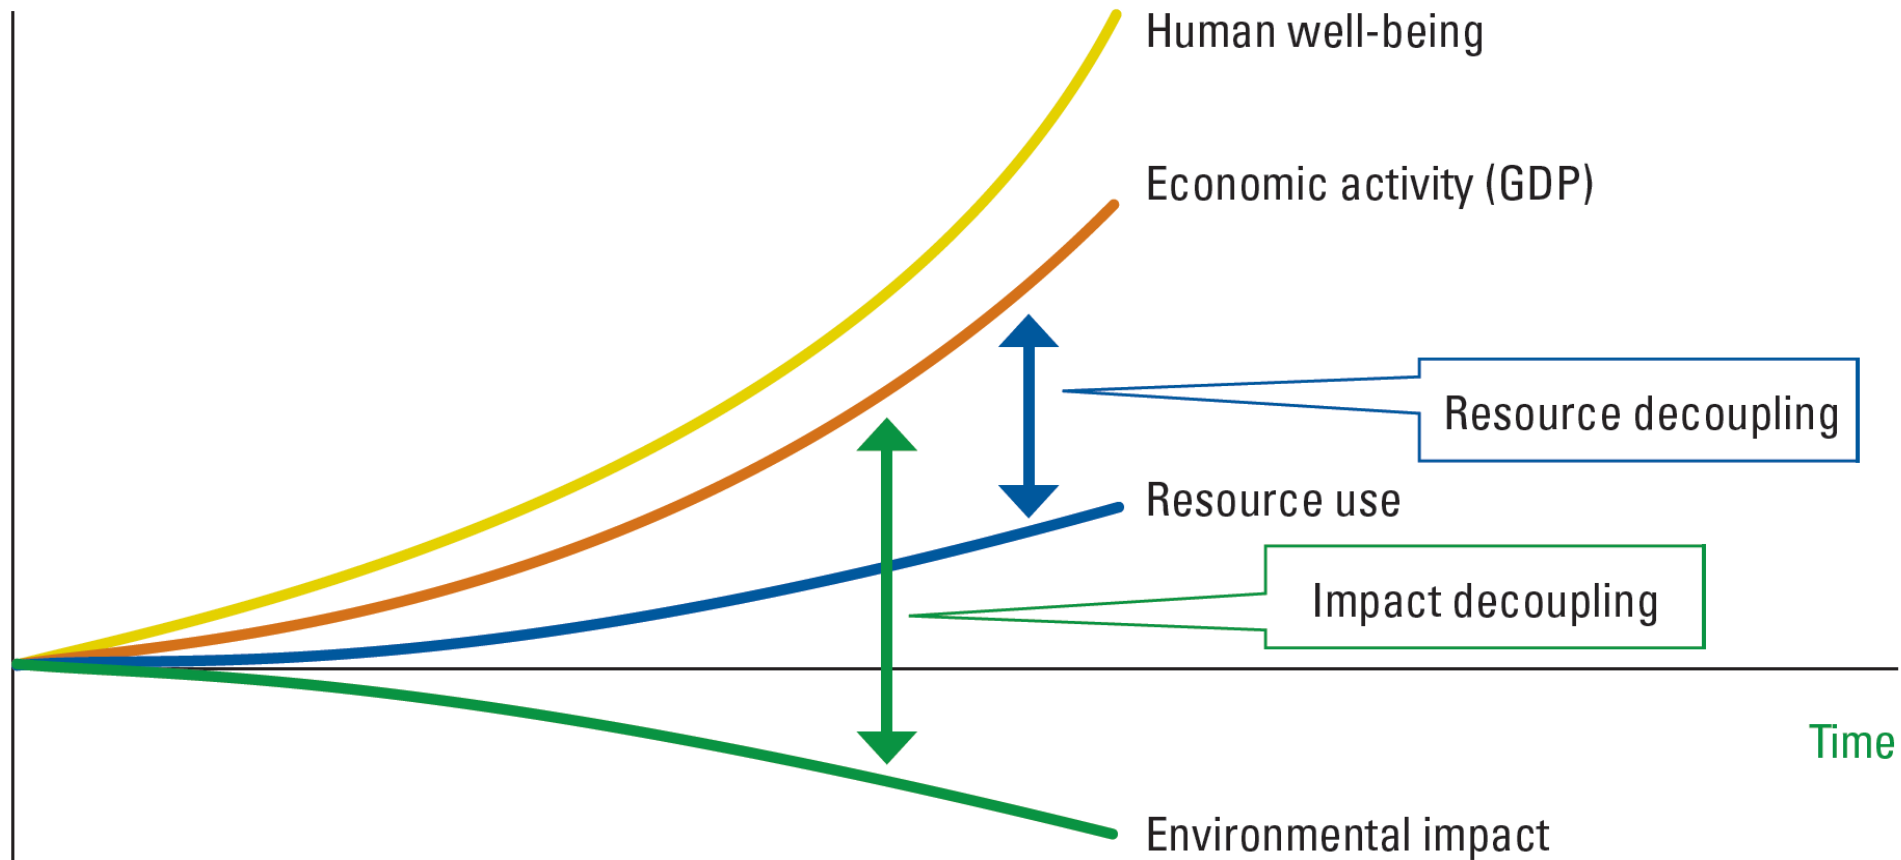 Human well-being
Economic activity (GDP)
Resource decoupling
Resource use
Impact decoupling
Time
Environmental impact